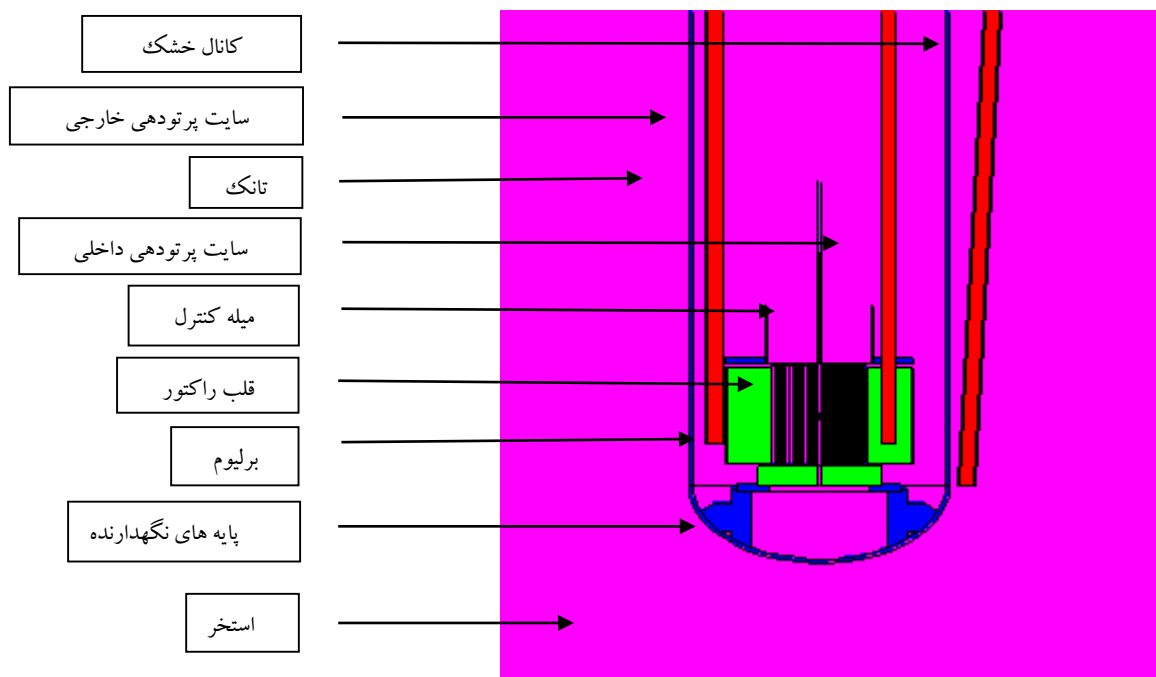 کانال خشک
سایت پرتودهی خارجی
تانک
سایت پرتودهی داخلی
میله کنترل
قلب راکتور
برلیوم
پایه های نگهدارنده
استخر